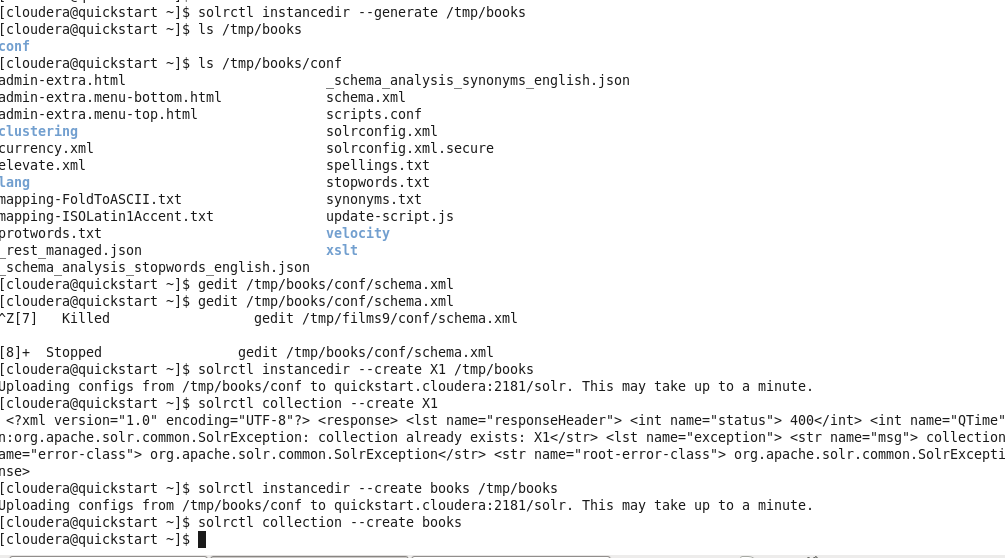 [cloudera@quickstart ~]$ solrctl instancedir --generate /tmp/books
[cloudera@quickstart ~]$ ls /tmp/books
conf
[cloudera@quickstart ~]$ ls /tmp/books/conf
admin-extra.html _schema_analysis_synonyms_english.json
admin-extra.menu-bottom.html schema.xml
admin-extra.menu-top.html scripts.conf
clustering solrconfig.xml
currency.xml solrconfig.xml.secure
elevate.xml spellings.txt
lang stopwords.txt
mapping-FoldToASCII.txt synonyms.txt
mapping-ISOLatin1Accent.txt update-script.js
protwords.txt velocity
_rest_managed.json xslt
_schema_analysis_stopwords_english.json
[cloudera@quickstart ~]$ gedit /tmp/books/conf/schema.xml
[cloudera@quickstart ~]$ gedit /tmp/books/conf/schema.xml
^Z[7] Killed gedit /tmp/films9/conf/schema.xml
[8]+ Stopped gedit /tmp/books/conf/schema.xml
[cloudera@quickstart ~]$ solrctl instancedir --create X1 /tmp/books
Uploading configs from /tmp/books/conf to quickstart.cloudera:2181/solr. This may take up to a minute.
[cloudera@quickstart ~]$ solrctl collection --create X1
<?xml version="1.0" encoding="UTF-8"?> <response> <lst name="responseHeader"> <int name="status"> 400</int> <int name="QTime"
n:org.apache.solr.common.SolrException: collection already exists: X1</str> <lst name="exception"> <str name="msg"> collection
ame="error-class"> org.apache.solr.common.SolrException</str> <str name="root-error-class"> org.apache.solr.common.SolrExcepti
nse>
[cloudera@quickstart ~]$ solrctl instancedir --create books /tmp/books
Uploading configs from /tmp/books/conf to quickstart.cloudera:2181/solr. This may take up to a minute.
[cloudera@quickstart ~]$ solrctl collection --create books
[cloudera@quickstart ~]$